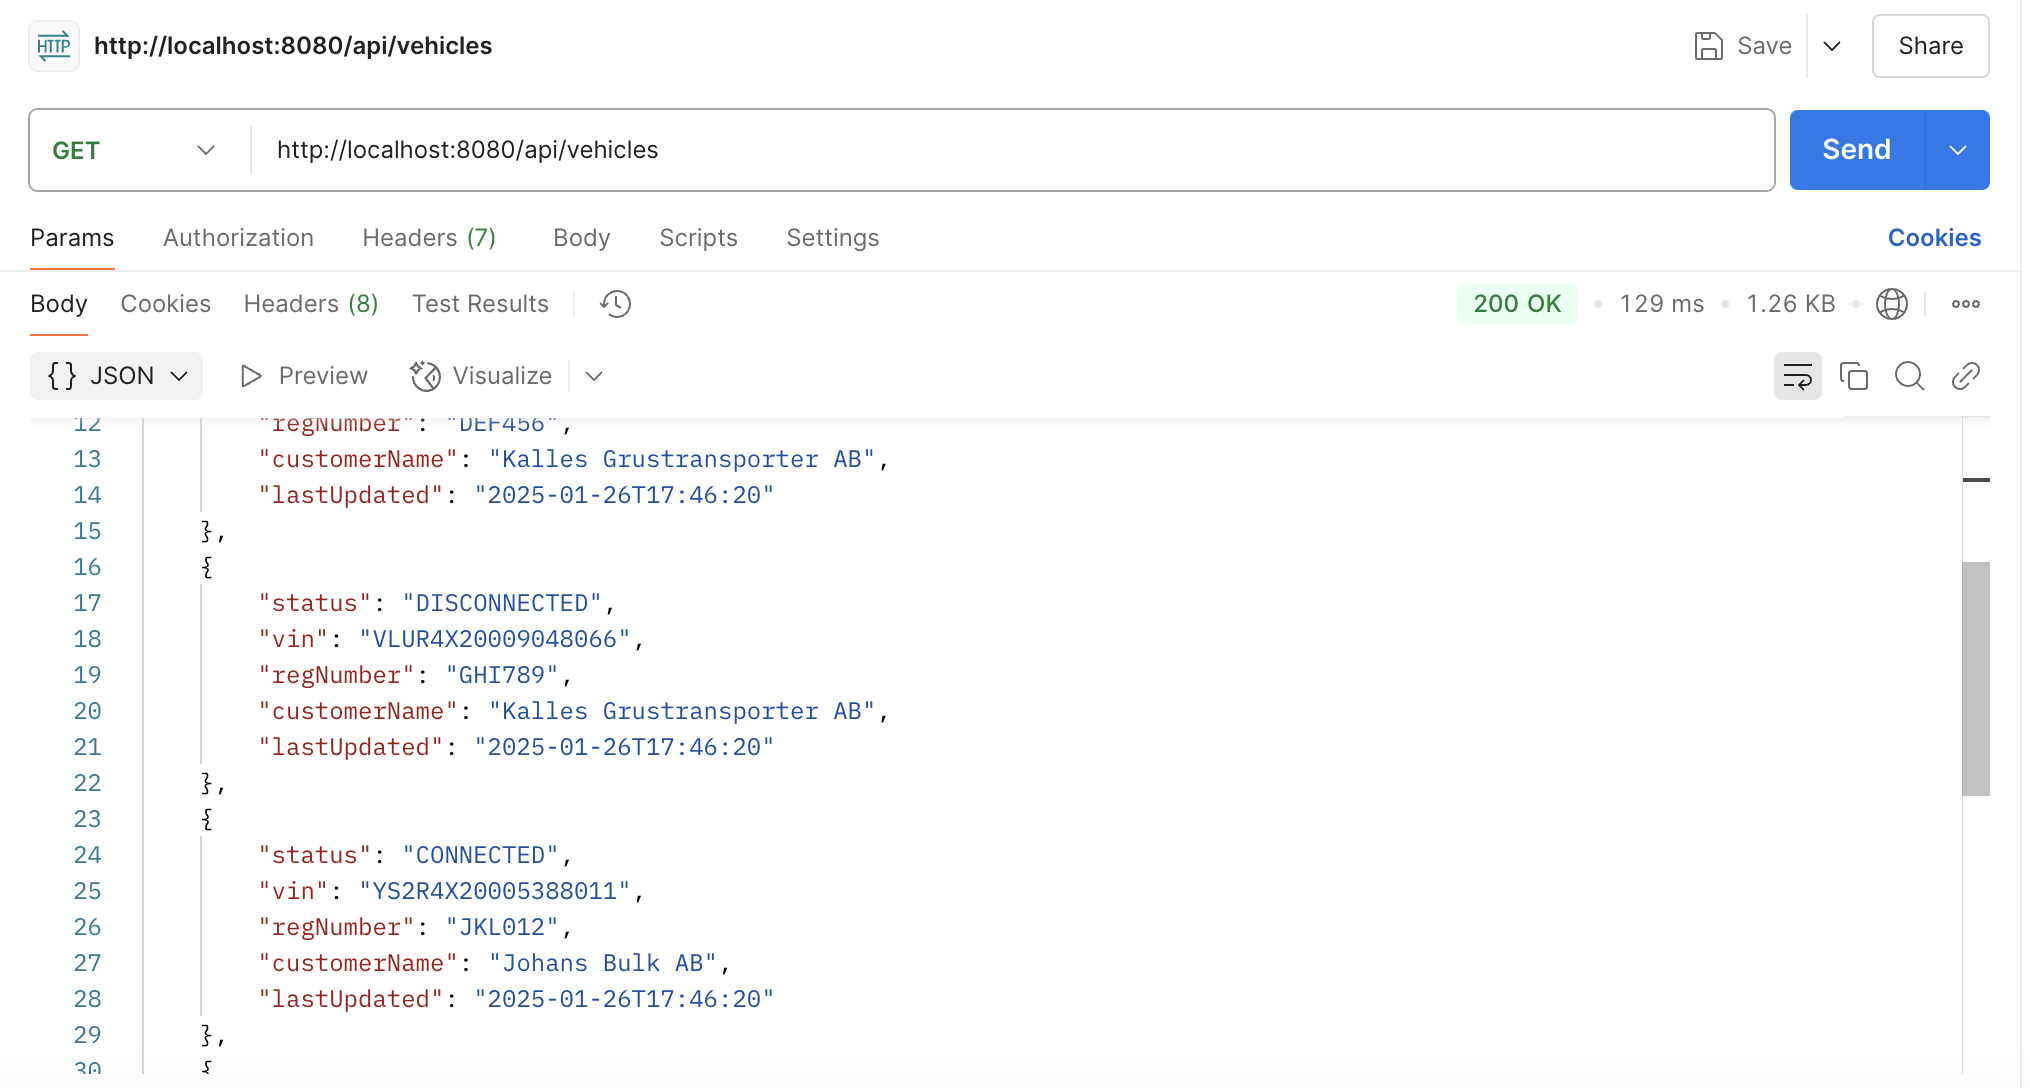 HTTP http://localhost:8080/api/vehicles Save Share
GET http://localhost:8080/api/vehicles Send
Params Authorization Headers (7) Body Scripts Settings Cookies
Body Cookies Headers (8) Test Results 200 OK • 129 ms • 1.26 KB •
{} JSON Preview Visualize
12 "regNumber": "DEF456",
13 "customerName": "Kalles Grustransporter AB",
14 "lastUpdated": "2025-01-26T17:46:20"
15 },
16 {
17 "status": "DISCONNECTED",
18 "vin": "VLUR4X20009048066",
19 "regNumber": "GHI789",
20 "customerName": "Kalles Grustransporter AB",
21 "lastUpdated": "2025-01-26T17:46:20"
22 },
23 {
24 "status": "CONNECTED",
25 "vin": "YS2R4X20005388011",
26 "regNumber": "JKL012",
27 "customerName": "Johans Bulk AB",
28 "lastUpdated": "2025-01-26T17:46:20"
29 },
30 {